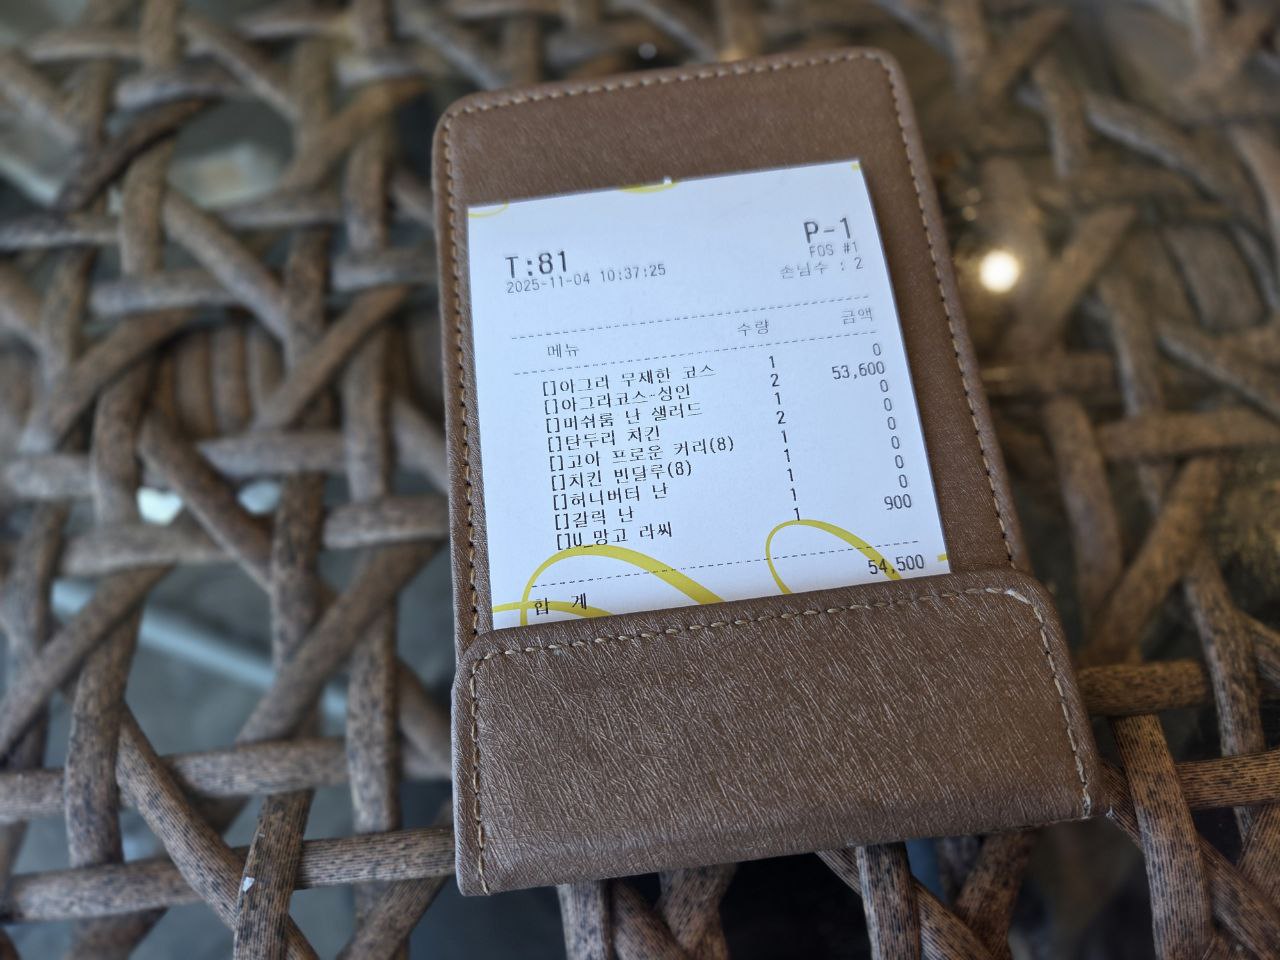 T:81
P-1
FOS #1
2025-11-04 10:37:25
손님수 : 2
메뉴 수량 금액
[]아그라 무제한 코스 1 0
[]아그라코스-성인 2 53,600
[]머쉬룸 난 샐러드 1 0
[]탄두리 치킨 2 0
[]고아 프로운 커리(8) 1 0
[]치킨 빈달루(8) 1 0
[]허니버터 난 1 0
[]갈릭 난 1 0
[]U_망고 라씨 1 900
합 계 54,500